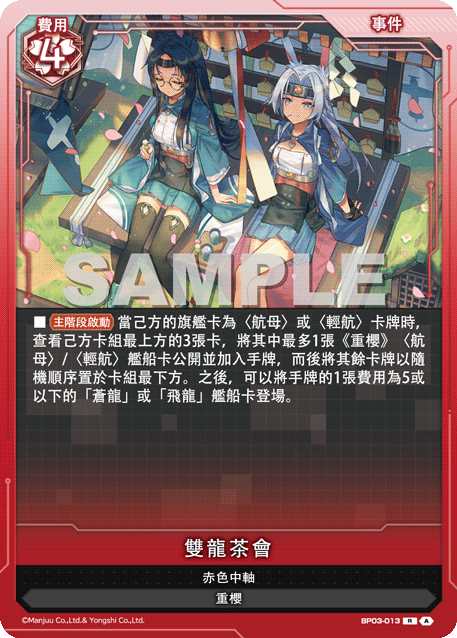 費用
事件
4
SAMPLE
■ 主階段啟動 當己方的旗艦卡為〈航母〉或〈輕航〉卡牌時,
查看己方卡組最上方的3張卡，將其中最多1張《重櫻》〈航
母〉/〈輕航〉艦船卡公開並加入手牌，而後將其餘卡牌以隨
機順序置於卡組最下方。之後，可以將手牌的1張費用為5或
以下的「蒼龍」或「飛龍」艦船卡登場。
雙龍茶會
赤色中軸
重櫻
©Manjuu Co.,Ltd.& Yongshi Co.,Ltd.
BP03-013 R A